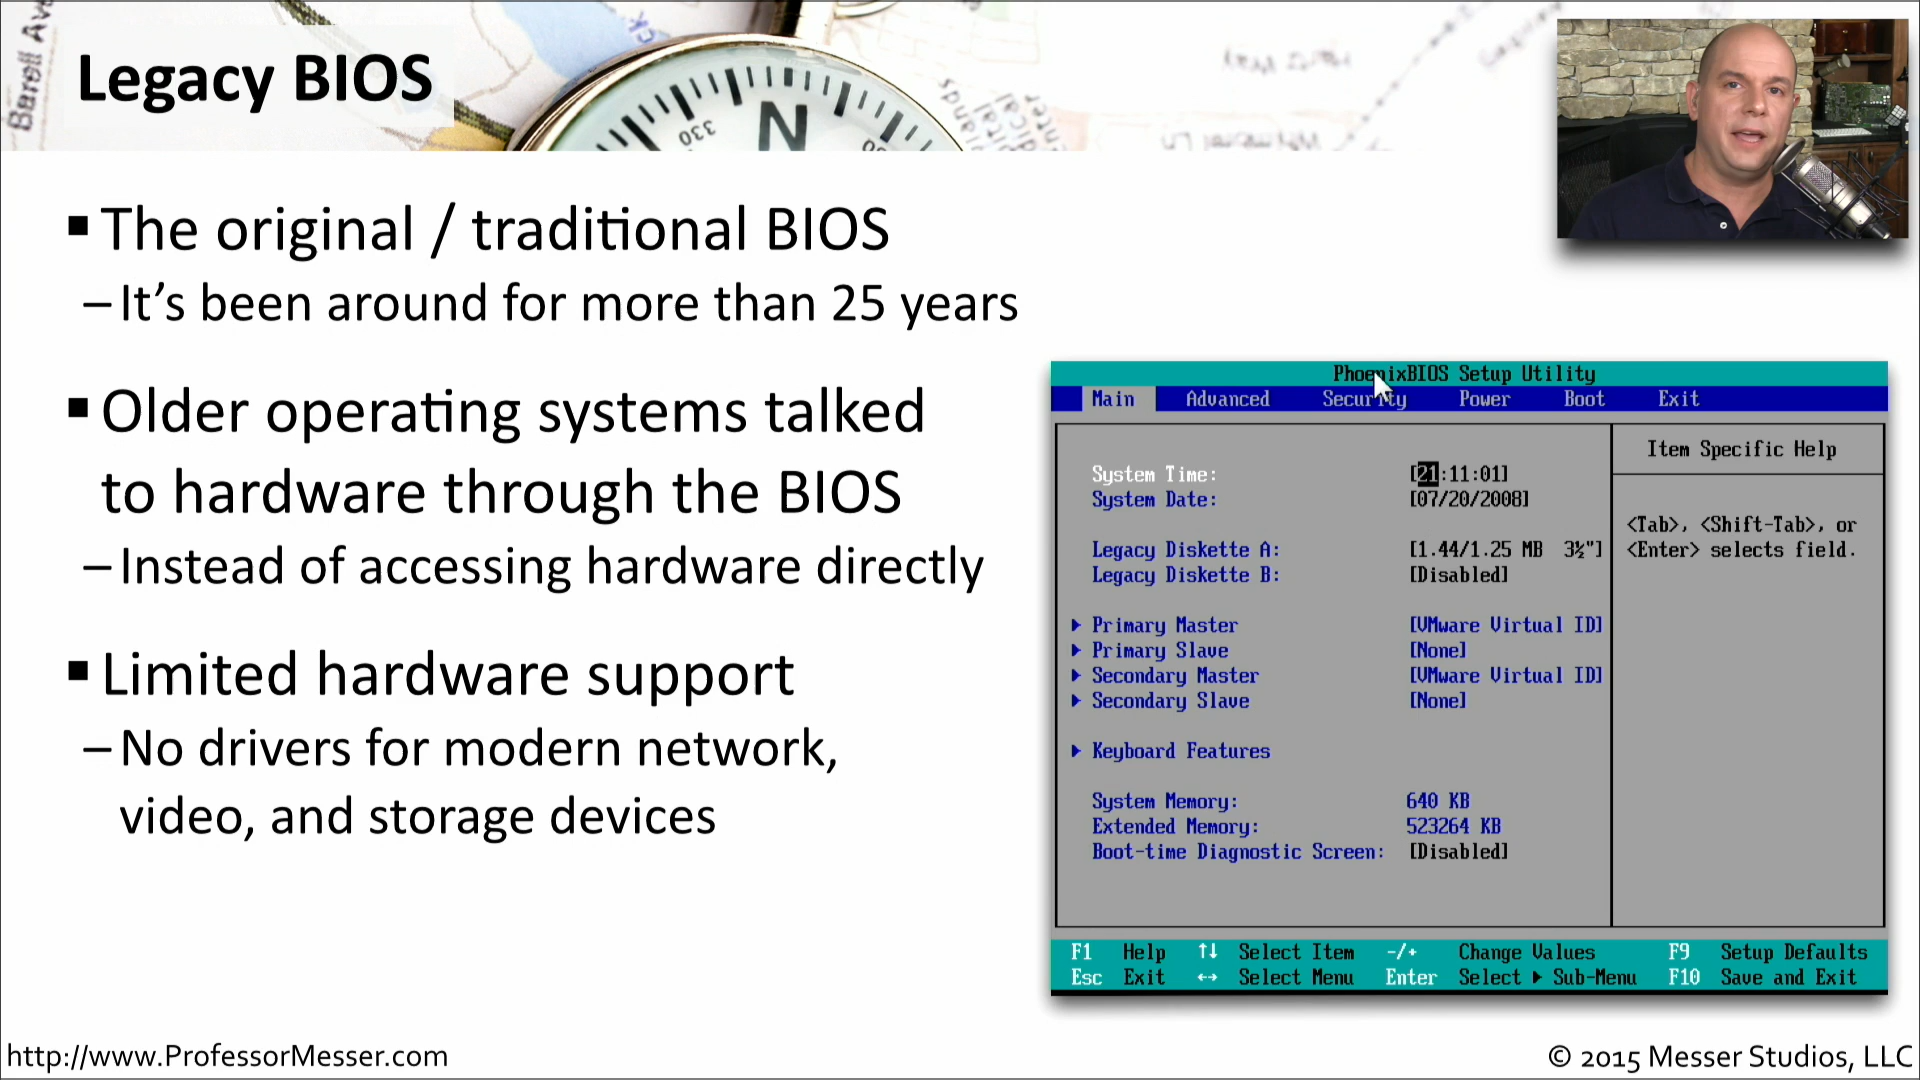 Legacy BIOS
Barell Av
330
N
▪ The original / traditional BIOS
– It's been around for more than 25 years
▪ Older operating systems talked
to hardware through the BIOS
– Instead of accessing hardware directly
▪ Limited hardware support
– No drivers for modern network,
video, and storage devices
PhoenixBIOS Setup Utility
Main Advanced Security Power Boot Exit
System Time: [21:11:01]
System Date: [07/20/2008]
Legacy Diskette A: [1.44/1.25 MB 3½"]
Legacy Diskette B: [Disabled]
Primary Master [VMware Virtual ID]
Primary Slave [None]
Secondary Master [VMware Virtual ID]
Secondary Slave [None]
Keyboard Features
System Memory: 640 KB
Extended Memory: 523264 KB
Boot-time Diagnostic Screen: [Disabled]
Item Specific Help
<Tab>, <Shift-Tab>, or
<Enter> selects field.
F1 Help ↑↓ Select Item -/+ Change Values F9 Setup Defaults
Esc Exit ↔ Select Menu Enter Select ▶ Sub-Menu F10 Save and Exit
http://www.ProfessorMesser.com
© 2015 Messer Studios, LLC